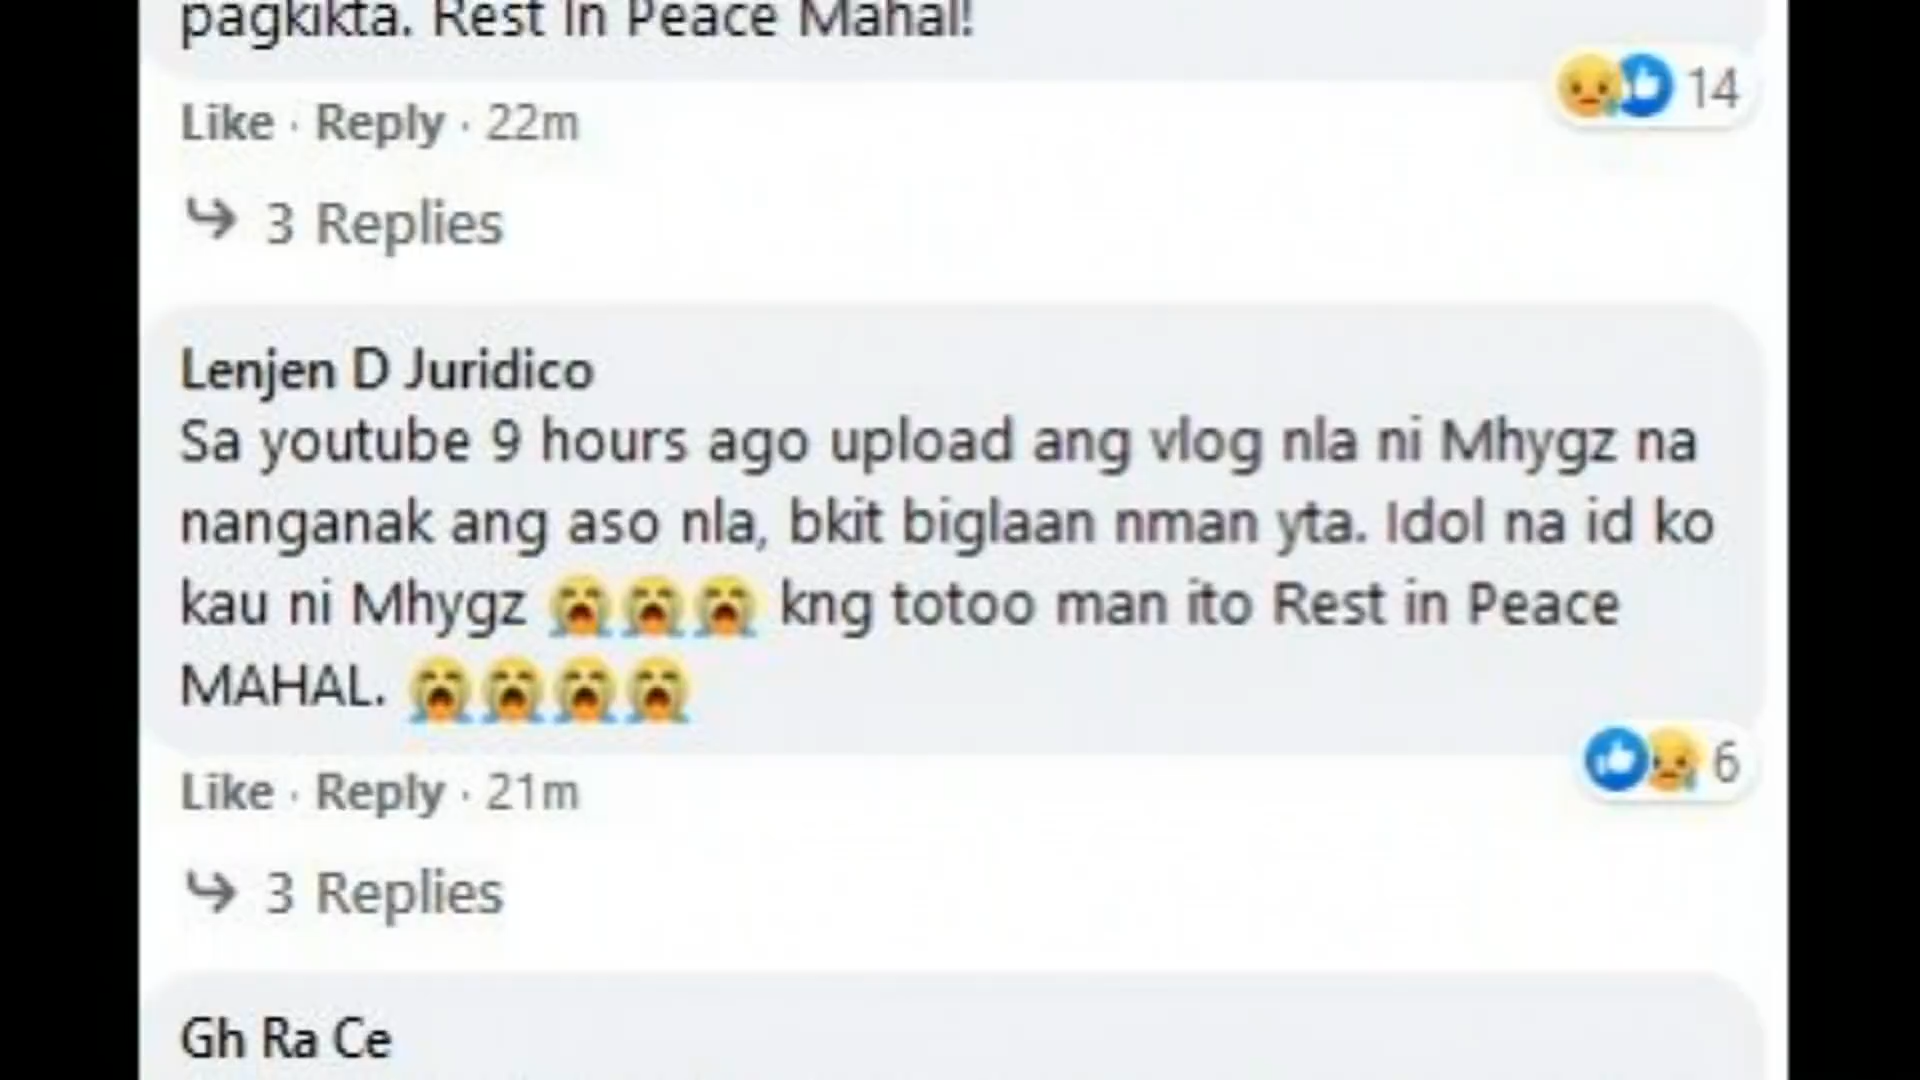 pagkikta. Rest In Peace Mahal!
14
Like · Reply · 22m
3 Replies
Lenjen D Juridico
Sa youtube 9 hours ago upload ang vlog nla ni Mhygz na
nanganak ang aso nla, bkit biglaan nman yta. Idol na id ko
kau ni Mhygz 😭😭😭 kng totoo man ito Rest in Peace
MAHAL. 😭😭😭😭
6
Like · Reply · 21m
3 Replies
Gh Ra Ce